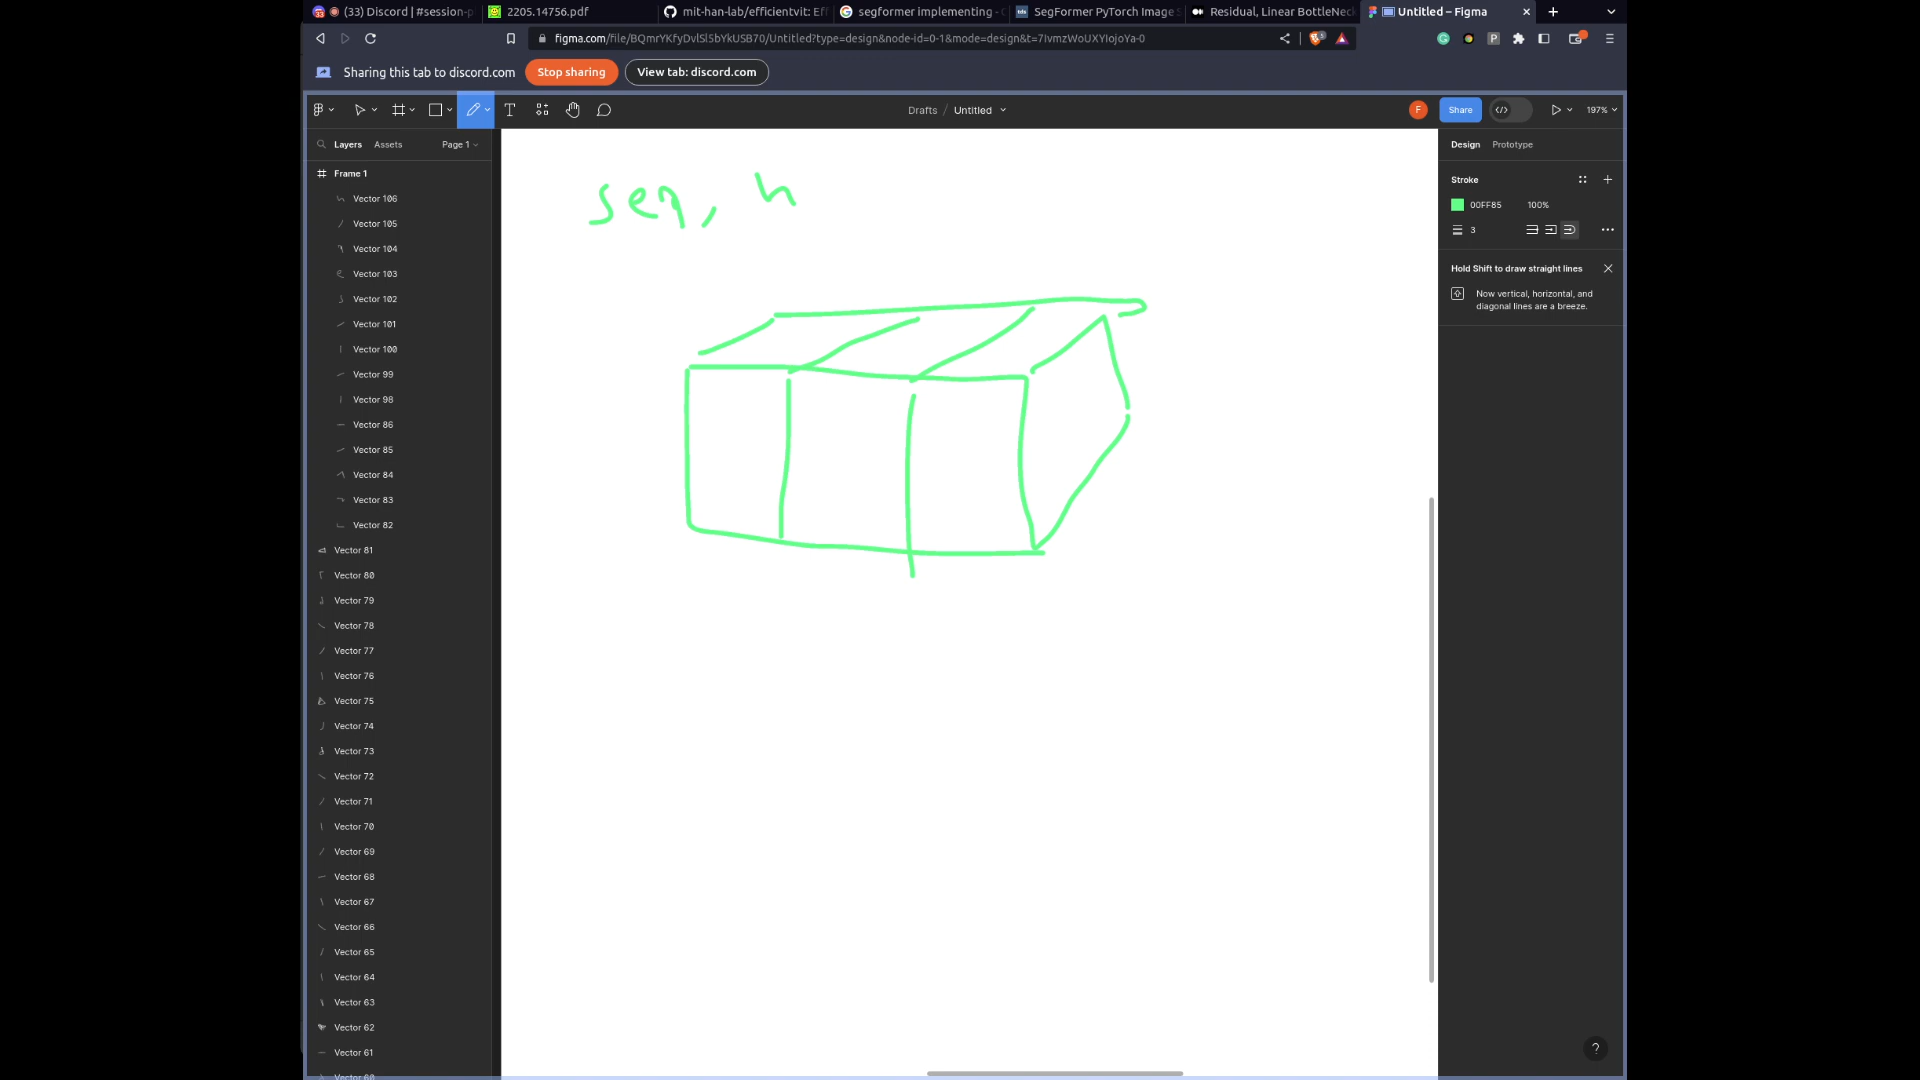 (33) Discord | #session-p
2205.14756.pdf
mit-han-lab/efficientvit: Eff
segformer implementing - G
SegFormer PyTorch Image S
Residual, Linear BottleNeck
Untitled – Figma
figma.com/file/BQmrYKfyDvlSl5bYkUSB70/Untitled?type=design&node-id=0-1&mode=design&t=7IvmzWoUXYIojoYa-0
Sharing this tab to discord.com
Stop sharing
View tab: discord.com
Drafts / Untitled
F
Share
197%
Layers
Assets
Page 1
Design
Prototype
Frame 1
Vector 106
Vector 105
Vector 104
Vector 103
Vector 102
Vector 101
Vector 100
Vector 99
Vector 98
Vector 86
Vector 85
Vector 84
Vector 83
Vector 82
Vector 81
Vector 80
Vector 79
Vector 78
Vector 77
Vector 76
Vector 75
Vector 74
Vector 73
Vector 72
Vector 71
Vector 70
Vector 69
Vector 68
Vector 67
Vector 66
Vector 65
Vector 64
Vector 63
Vector 62
Vector 61
Vector 60
seq, h
Stroke
00FF85
100%
3
Hold Shift to draw straight lines
Now vertical, horizontal, and
diagonal lines are a breeze.
?